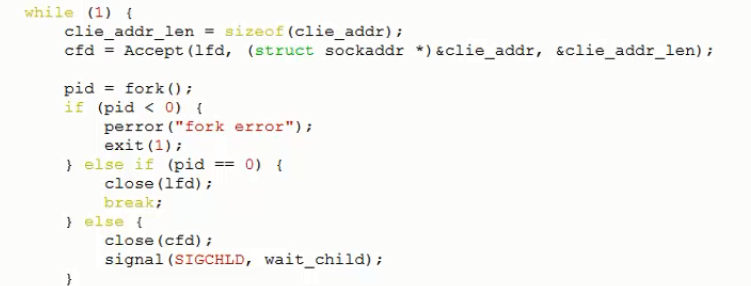 while (1) {
clie_addr_len = sizeof(clie_addr);
cfd = Accept(lfd, (struct sockaddr *)&clie_addr, &clie_addr_len);
pid = fork();
if (pid < 0) {
perror("fork error");
exit(1);
} else if (pid == 0) {
close(lfd);
break;
} else {
close(cfd);
signal(SIGCHLD, wait_child);
}